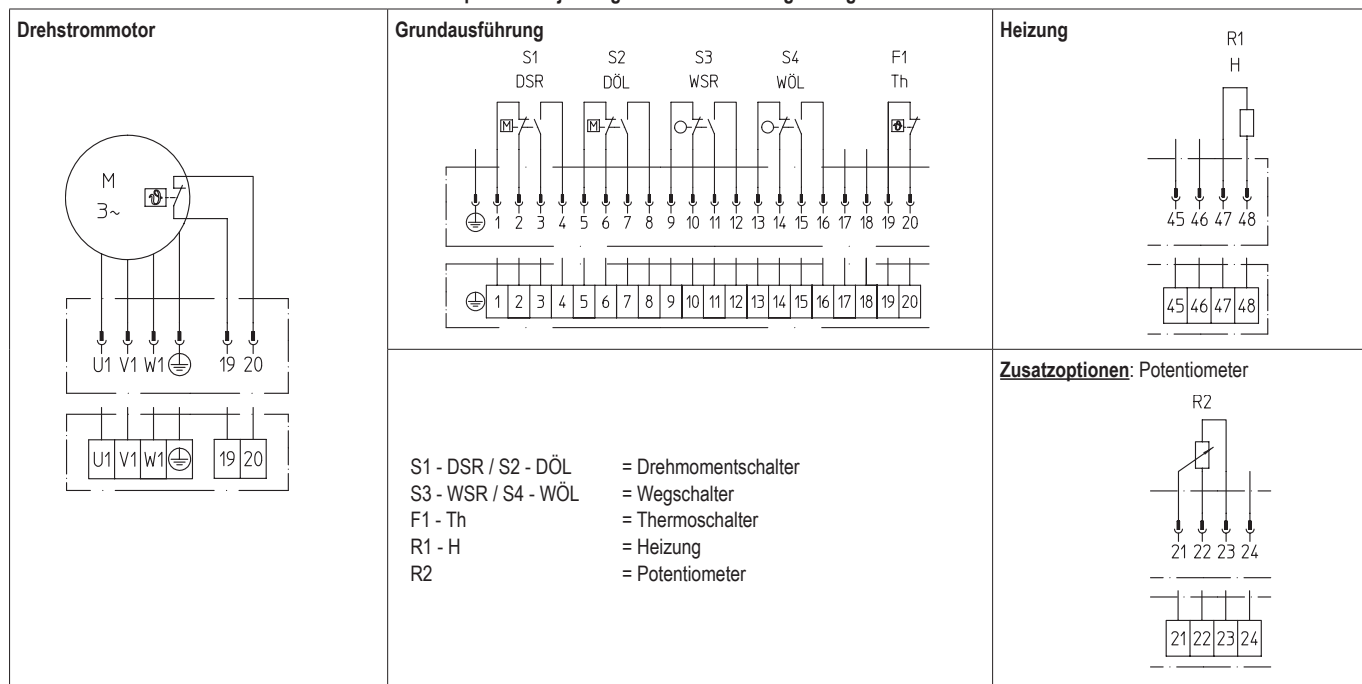 Drehstrommotor
M
3~
ϑ
U1 V1 W1 19 20
U1 V1 W1 19 20
Grundausführung
S1 S2 S3 S4 F1
DSR DÖL WSR WÖL Th
M M ϑ
1 2 3 4 5 6 7 8 9 10 11 12 13 14 15 16 17 18 19 20
1 2 3 4 5 6 7 8 9 10 11 12 13 14 15 16 17 18 19 20
Heizung
R1
H
45 46 47 48
45 46 47 48
S1 - DSR / S2 - DÖL = Drehmomentschalter
S3 - WSR / S4 - WÖL = Wegschalter
F1 - Th = Thermoschalter
R1 - H = Heizung
R2 = Potentiometer
Zusatzoptionen: Potentiometer
R2
21 22 23 24
21 22 23 24